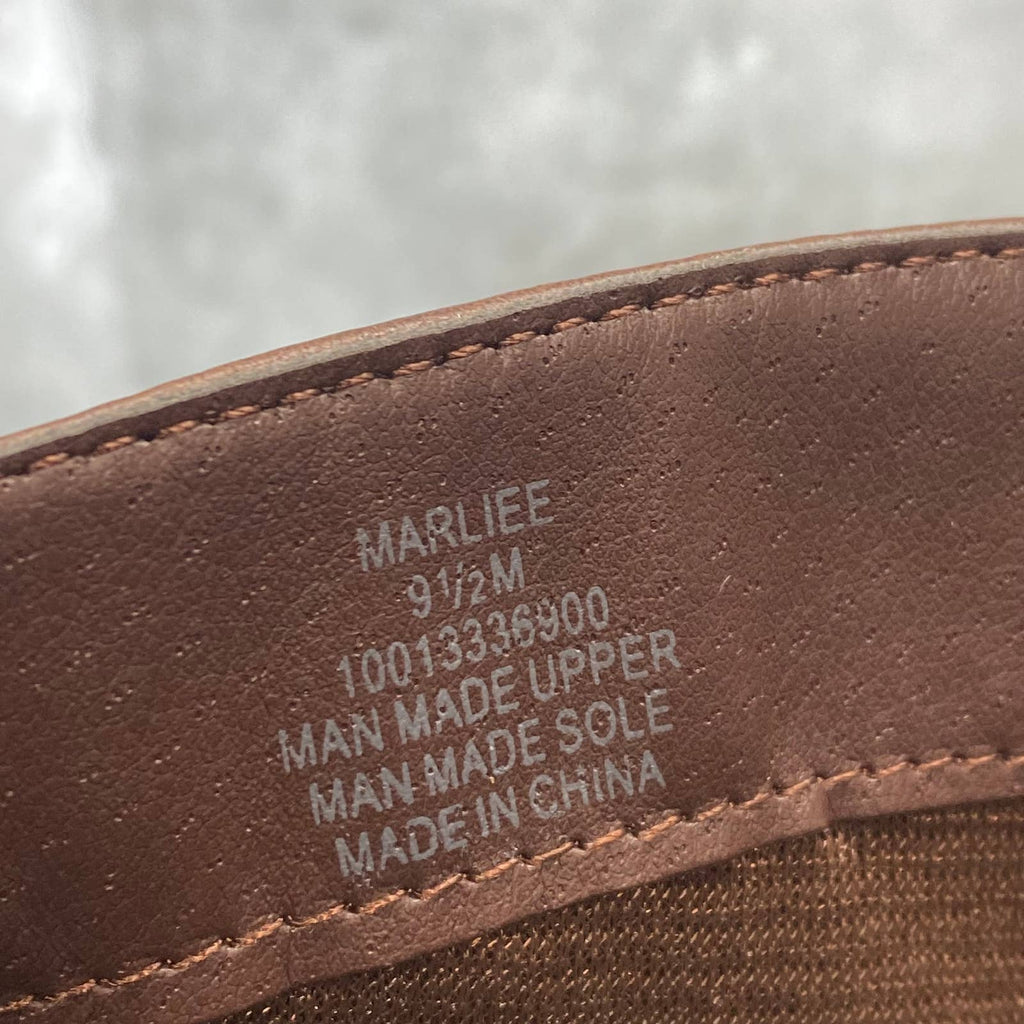 MARLIEE
9½M
10013336900
MAN MADE UPPER
MAN MADE SOLE
MADE IN CHINA